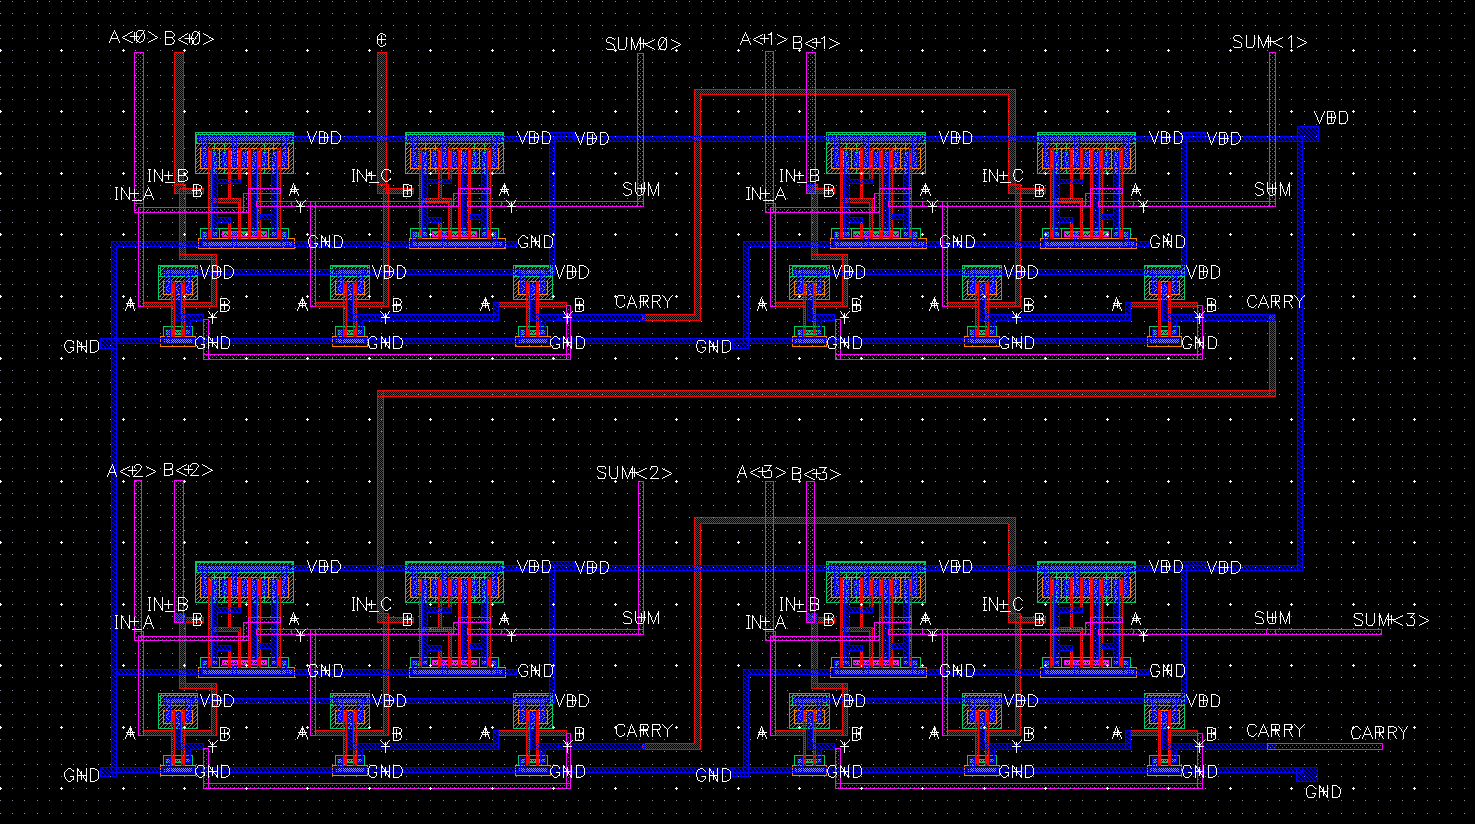 A<0> B<0> C SUM<0> A<1> B<1> SUM<1>
VDD
VDD VDD VDD VDD VDD VDD
IN_B IN_C IN_B IN_C
IN_A B A B A SUM IN_A B A B A SUM
Y Y Y Y
GND GND GND GND
VDD VDD VDD VDD VDD VDD
A B A B A B CARRY A B A B A B CARRY
Y Y Y Y Y Y
GND GND GND GND GND GND GND GND
A<2> B<2> SUM<2> A<3> B<3>
VDD VDD VDD VDD VDD VDD
IN_B IN_C IN_B IN_C
IN_A B A B A SUM IN_A B A B A SUM SUM<3>
Y Y Y Y
GND GND GND GND
VDD VDD VDD VDD VDD VDD
A B A B A B CARRY A B A B A B CARRY CARRY
Y Y Y Y Y Y
GND GND GND GND GND GND GND GND
GND